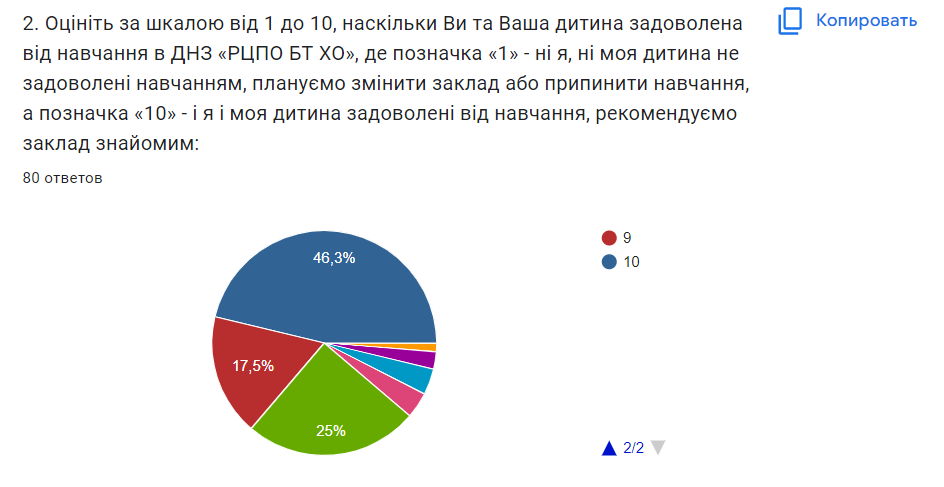 2. Оцініть за шкалою від 1 до 10, наскільки Ви та Ваша дитина задоволена
від навчання в ДНЗ «РЦПО БТ ХО», де позначка «1» - ні я, ні моя дитина не
задоволені навчанням, плануємо змінити заклад або припинити навчання,
а позначка «10» - і я і моя дитина задоволені від навчання, рекомендуємо
заклад знайомим:
Копировать
80 ответов
46,3%
17,5%
25%
9
10
2/2